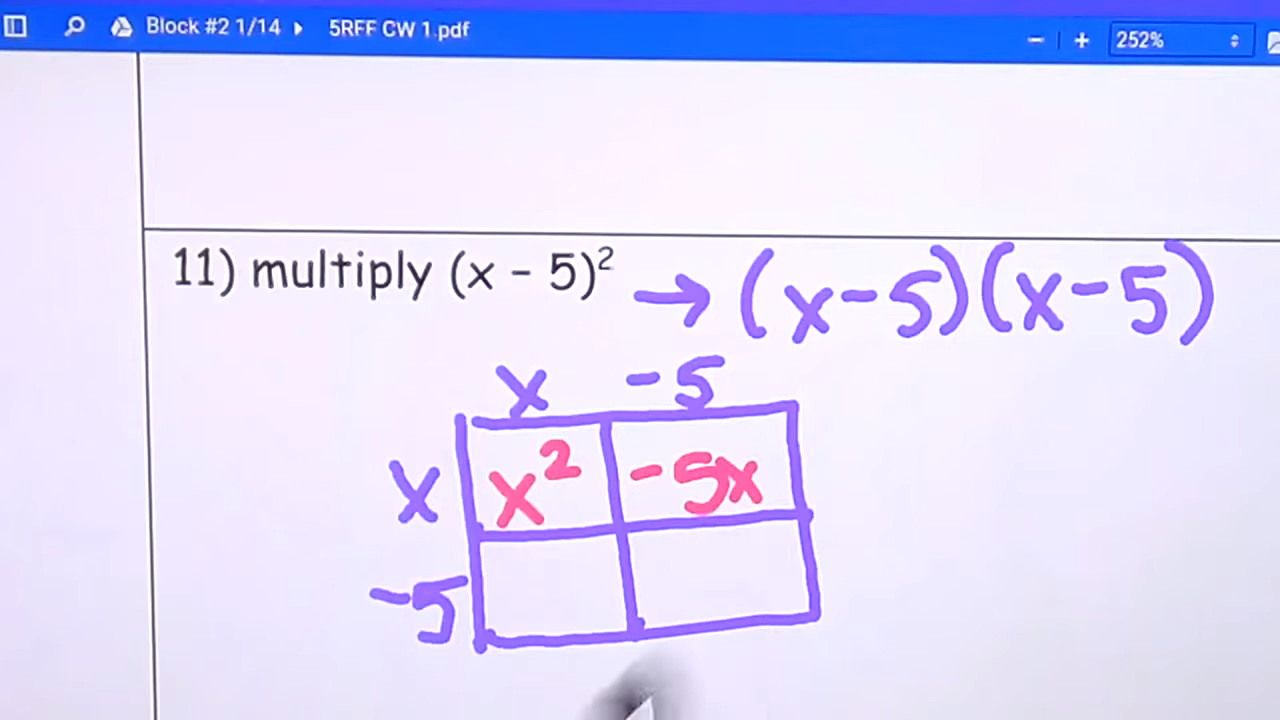 Block #2 1/14 5RFF CW 1.pdf
252%
11) multiply (x - 5)² → (x-5)(x-5)
x -5
x x² -5x
-5